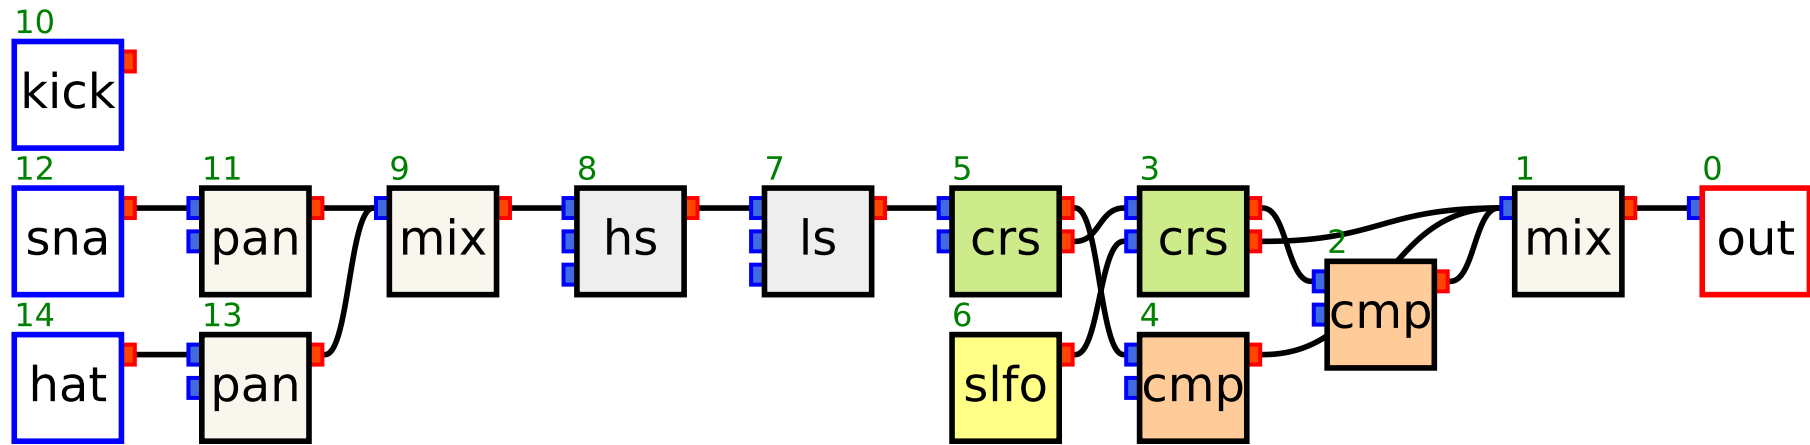 10
kick
12 11 9 8 7 5 3 1 0
sna pan mix hs ls crs crs mix out
2
cmp
14 13 6 4
hat pan slfo cmp